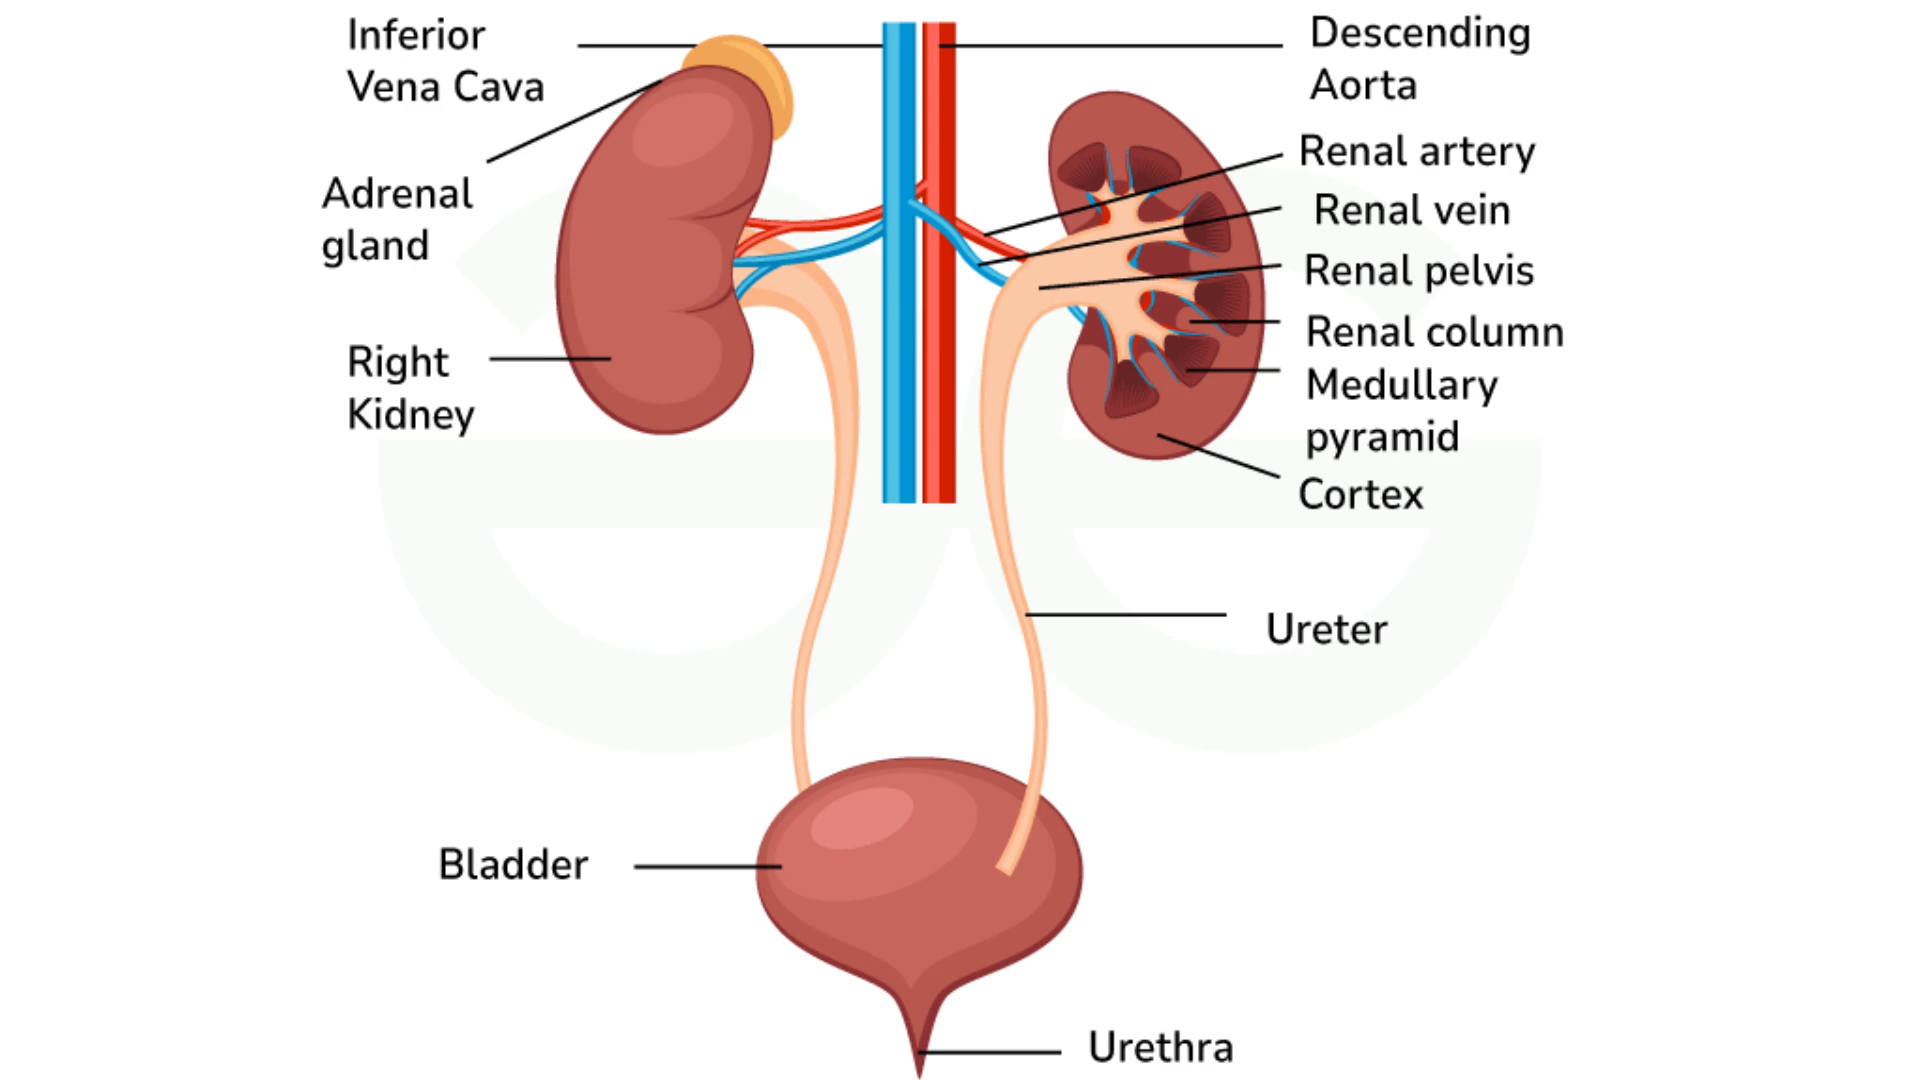 Inferior
Vena Cava
Adrenal
gland
Right
Kidney
Bladder
Descending
Aorta
Renal artery
Renal vein
Renal pelvis
Renal column
Medullary
pyramid
Cortex
Ureter
Urethra